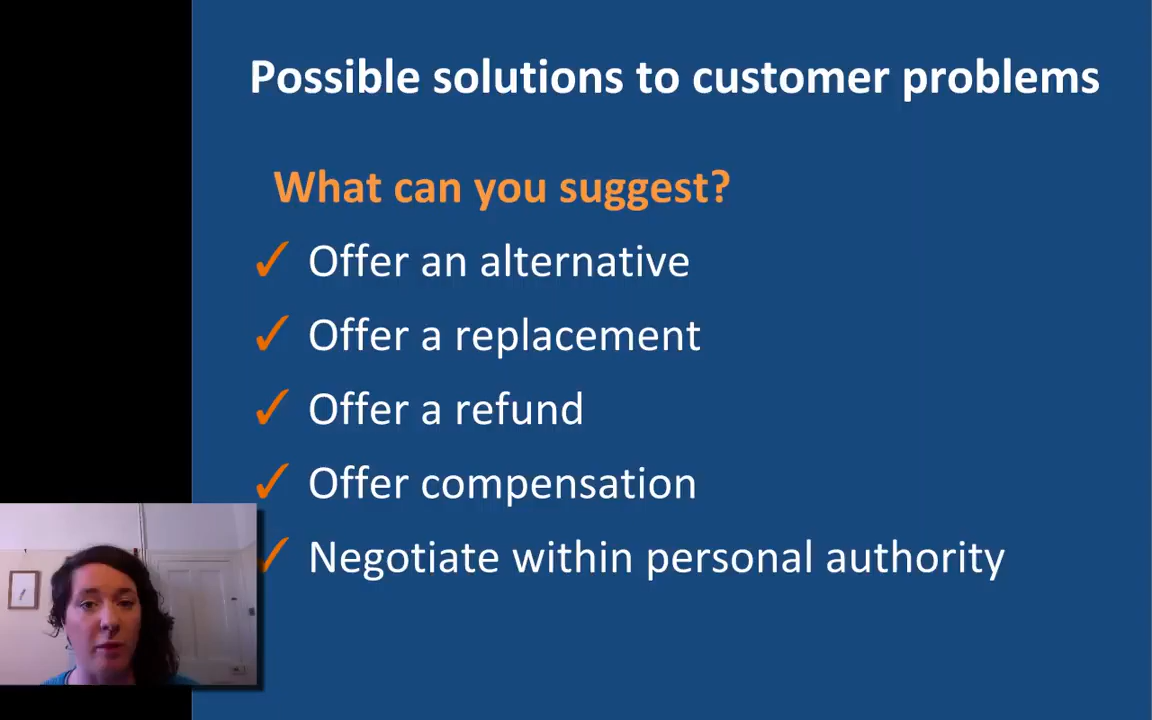 Possible solutions to customer problems
What can you suggest?
✓ Offer an alternative
✓ Offer a replacement
✓ Offer a refund
✓ Offer compensation
✓ Negotiate within personal authority